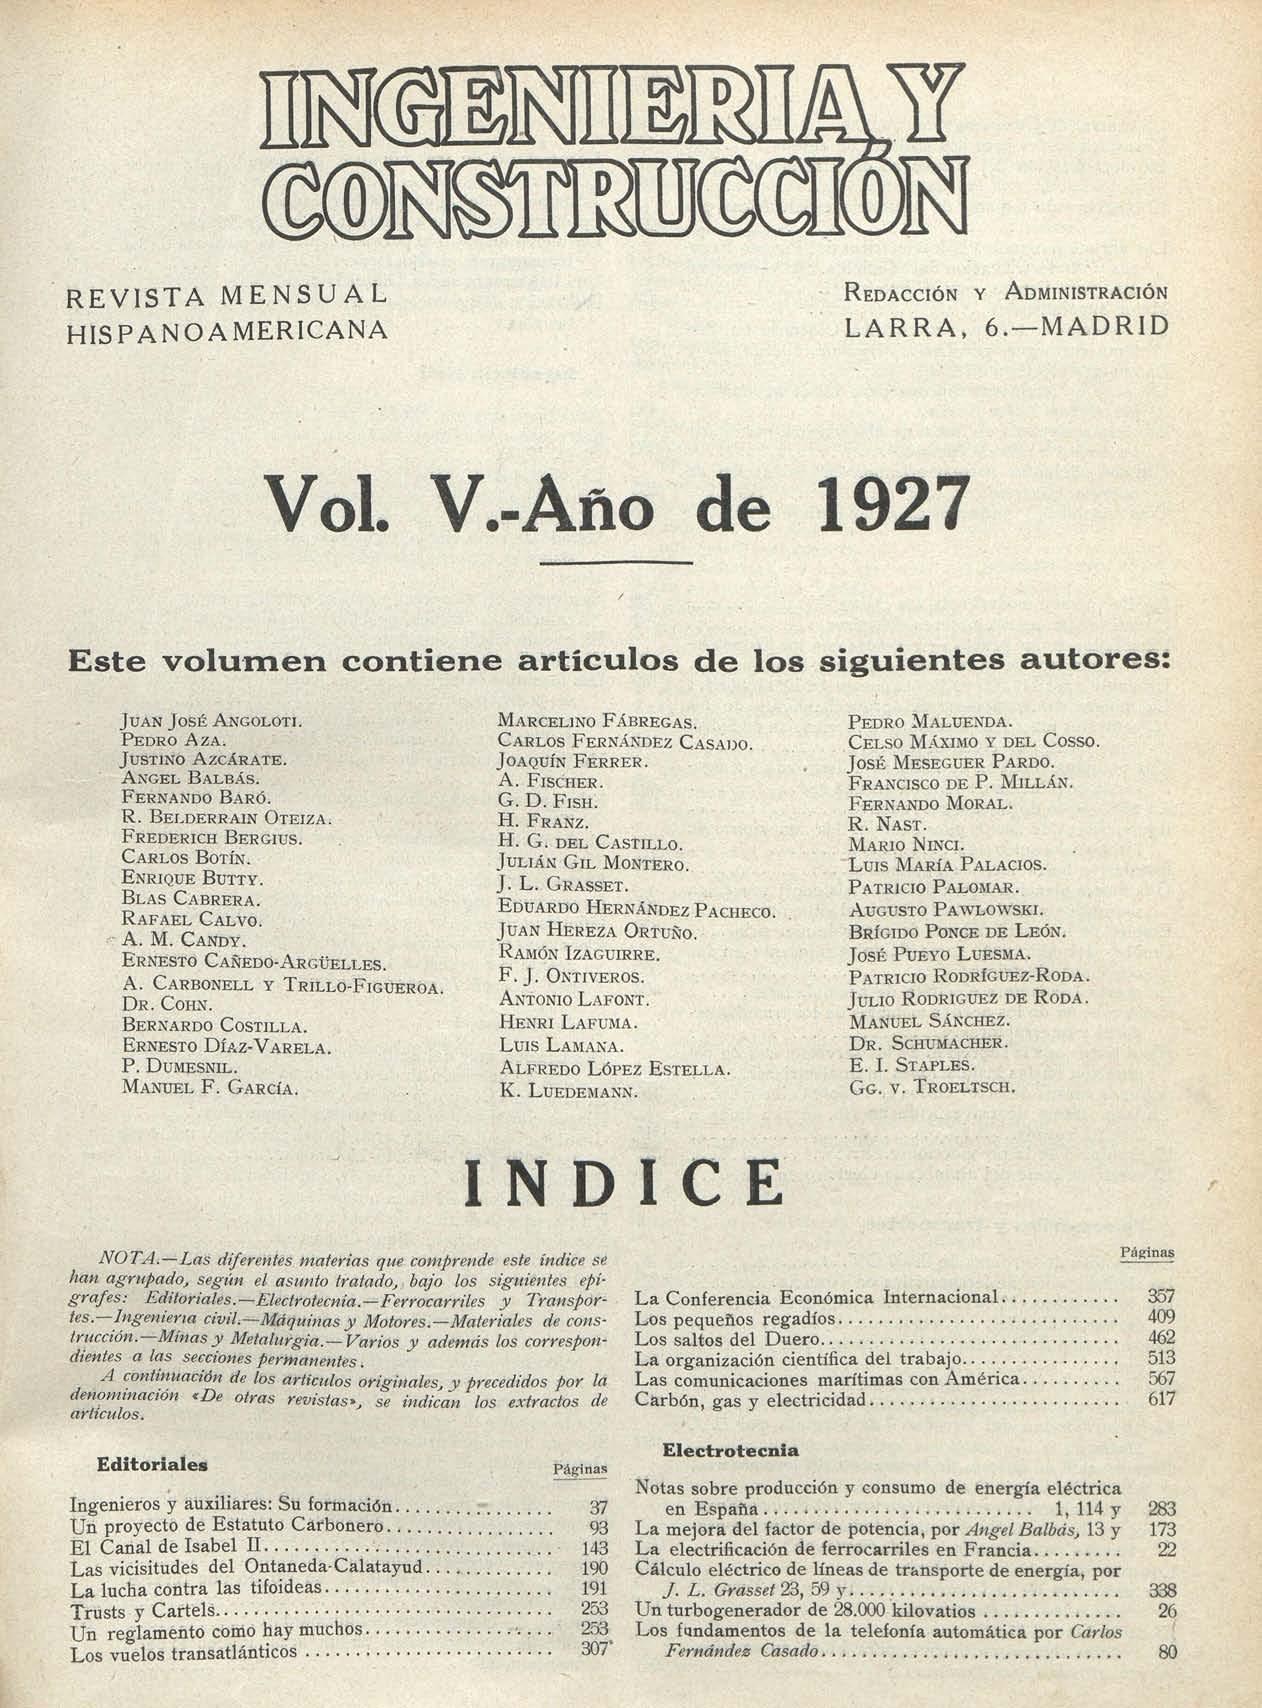 INGENIERIA Y
CONSTRUCCIÓN
REVISTA MENSUAL
HISPANOAMERICANA
REDACCIÓN Y ADMINISTRACIÓN
LARRA, 6.—MADRID
Vol. V.-Año de 1927
Este volumen contiene artículos de los siguientes autores:
JUAN JOSÉ ANGOLOTI.
PEDRO AZA.
JUSTINO AZCÁRATE.
ANGEL BALBÁS.
FERNANDO BARÓ.
R. BELDERRAIN OTEIZA.
FREDERICH BERGIUS.
CARLOS BOTÍN.
ENRIQUE BUTTY.
BLAS CABRERA.
RAFAEL CALVO.
A. M. CANDY.
ERNESTO CAÑEDO-ARGÜELLES.
A. CARBONELL Y TRILLO-FIGUEROA.
DR. COHN.
BERNARDO COSTILLA.
ERNESTO DÍAZ-VARELA.
P. DUMESNIL.
MANUEL F. GARCÍA.
MARCELINO FÁBREGAS.
CARLOS FERNÁNDEZ CASADO.
JOAQUÍN FERRER.
A. FISCHER.
G. D. FISH.
H. FRANZ.
H. G. DEL CASTILLO.
JULIÁN GIL MONTERO.
J. L. GRASSET.
EDUARDO HERNÁNDEZ PACHECO.
JUAN HEREZA ORTUÑO.
RAMÓN IZAGUIRRE.
F. J. ONTIVEROS.
ANTONIO LAFONT.
HENRI LAFUMA.
LUIS LAMANA.
ALFREDO LÓPEZ ESTELLA.
K. LUEDEMANN.
PEDRO MALUENDA.
CELSO MÁXIMO Y DEL COSSO.
JOSÉ MESEGUER PARDO.
FRANCISCO DE P. MILLÁN.
FERNANDO MORAL.
R. NAST.
MARIO NINCI.
LUIS MARÍA PALACIOS.
PATRICIO PALOMAR.
AUGUSTO PAWLOWSKI.
BRÍGIDO PONCE DE LEÓN.
JOSÉ PUEYO LUESMA.
PATRICIO RODRÍGUEZ-RODA.
JULIO RODRIGUEZ DE RODA.
MANUEL SÁNCHEZ.
DR. SCHUMACHER.
E. I. STAPLES.
GG. V. TROELTSCH.
INDICE
NOTA.—Las diferentes materias que comprende este índice se
han agrupado, según el asunto tratado, bajo los siguientes epí-
grafes: Editoriales.—Electrotecnia.—Ferrocarriles y Transpor-
tes.—Ingenieria civil.—Máquinas y Motores.—Materiales de cons-
trucción.—Minas y Metalurgia.—Varios y además los correspon-
dientes a las secciones permanentes.
A continuación de los artículos originales, y precedidos por la
denominación «De otras revistas», se indican los extractos de
artículos.
Editoriales
Páginas
Ingenieros y auxiliares: Su formación.............. 37
Un proyecto de Estatuto Carbonero................. 93
El Canal de Isabel II............................ 143
Las vicisitudes del Ontaneda-Calatayud............. 190
La lucha contra las tifoideas....................... 191
Trusts y Cartels.................................. 253
Un reglamento como hay muchos................... 253
Los vuelos transatlánticos ......................... 307
Páginas
La Conferencia Económica Internacional............ 357
Los pequeños regadíos............................ 409
Los saltos del Duero.............................. 462
La organización científica del trabajo................ 513
Las comunicaciones marítimas con América.......... 567
Carbón, gas y electricidad......................... 617
Electrotecnia
Notas sobre producción y consumo de energía eléctrica
en España......................... 1, 114 y 283
La mejora del factor de potencia, por Angel Balbás, 13 y 173
La electrificación de ferrocarriles en Francia......... 22
Cálculo eléctrico de líneas de transporte de energía, por
J. L. Grasset 23, 59 y........................... 338
Un turbogenerador de 28.000 kilovatios .............. 26
Los fundamentos de la telefonía automática por Carlos
Fernández Casado............................. 80